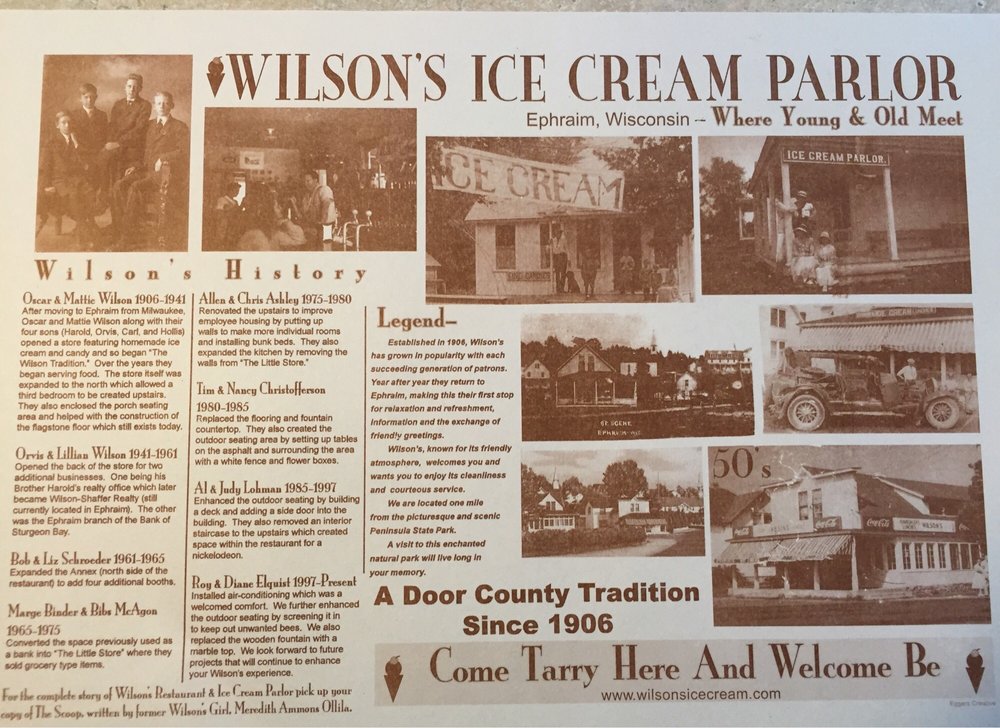 WILSON'S ICE CREAM PARLOR
Ephraim, Wisconsin – Where Young & Old Meet
ICE CREAM
ICE CREAM PARLOR.
Wilson's History
Oscar & Mattie Wilson 1906-1941
After moving to Ephraim from Milwaukee,
Oscar and Mattie Wilson along with their
four sons (Harold, Orvis, Carl, and Hollis)
opened a store featuring homemade ice
cream and candy and so began "The
Wilson Tradition." Over the years they
began serving food. The store itself was
expanded to the north which allowed a
third bedroom to be created upstairs.
They also enclosed the porch seating
area and helped with the construction of
the flagstone floor which still exists today.
Orvis & Lillian Wilson 1941-1961
Opened the back of the store for two
additional businesses. One being his
Brother Harold's realty office which later
became Wilson-Shaffer Realty (still
currently located in Ephraim). The other
was the Ephraim branch of the Bank of
Sturgeon Bay.
Bob & Liz Schroeder 1961-1965
Expanded the Annex (north side of the
restaurant) to add four additional booths.
Marge Binder & Bibs McAgon
1965-1975
Converted the space previously used as
a bank into "The Little Store" where they
sold grocery type items.
Allen & Chris Ashley 1975-1980
Renovated the upstairs to improve
employee housing by putting up
walls to make more individual rooms
and installing bunk beds. They also
expanded the kitchen by removing the
walls from "The Little Store."
Tim & Nancy Christofferson
1980-1985
Replaced the flooring and fountain
countertop. They also created the
outdoor seating area by setting up tables
on the asphalt and surrounding the area
with a white fence and flower boxes.
Al & Judy Lohman 1985-1997
Enhanced the outdoor seating by building
a deck and adding a side door into the
building. They also removed an interior
staircase to the upstairs which created
space within the restaurant for a
nickelodeon.
Roy & Diane Elquist 1997-Present
Installed air-conditioning which was a
welcomed comfort. We further enhanced
the outdoor seating by screening it in
to keep out unwanted bees. We also
replaced the wooden fountain with a
marble top. We look forward to future
projects that will continue to enhance
your Wilson's experience.
For the complete story of Wilson's Restaurant & Ice Cream Parlor pick up your
copy of The Scoop, written by former Wilson's Girl, Meredith Ammons Ollila.
Legend–
Established in 1906, Wilson's
has grown in popularity with each
succeeding generation of patrons.
Year after year they return to
Ephraim, making this their first stop
for relaxation and refreshment,
information and the exchange of
friendly greetings.
Wilson's, known for its friendly
atmosphere, welcomes you and
wants you to enjoy its cleanliness
and courteous service.
We are located one mile
from the picturesque and scenic
Peninsula State Park.
A visit to this enchanted
natural park will live long in
your memory.
EPHRAIM-WIS
50's
Coca-Cola
WILSON'S
Coca-Cola
A Door County Tradition
Since 1906
Come Tarry Here And Welcome Be
www.wilsonsicecream.com
Eggers Creative